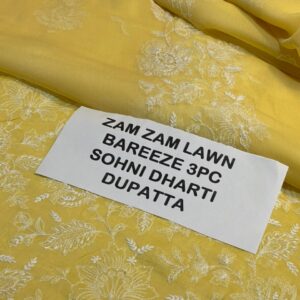 ZAM ZAM LAWN
BAREEZE 3PC
SOHNI DHARTI
DUPATTA